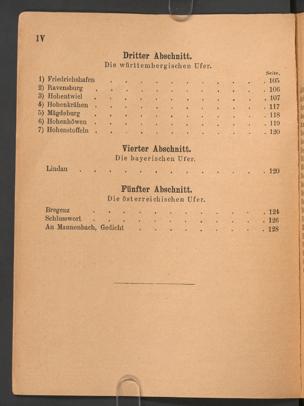 IV
Dritter Abschnitt.
Die württembergischen Ufer.
Seite.
1) Friedrichshafen . . . . . . . . . . . 105
2) Ravensburg . . . . . . . . . . . . 106
3) Hohentwiel . . . . . . . . . . . . 107
4) Hohenkrähen . . . . . . . . . . . 117
5) Mägdeburg . . . . . . . . . . . . 118
6) Hohenhöwen . . . . . . . . . . . . 119
7) Hohenstoffeln . . . . . . . . . . . 120
Vierter Abschnitt.
Die bayerischen Ufer.
Lindau . . . . . . . . . . . . . 120
Fünfter Abschnitt.
Die österreichischen Ufer.
Bregenz . . . . . . . . . . . . 124
Schlusswort . . . . . . . . . . . . 126
An Mannenbach, Gedicht . . . . . . . . . 128